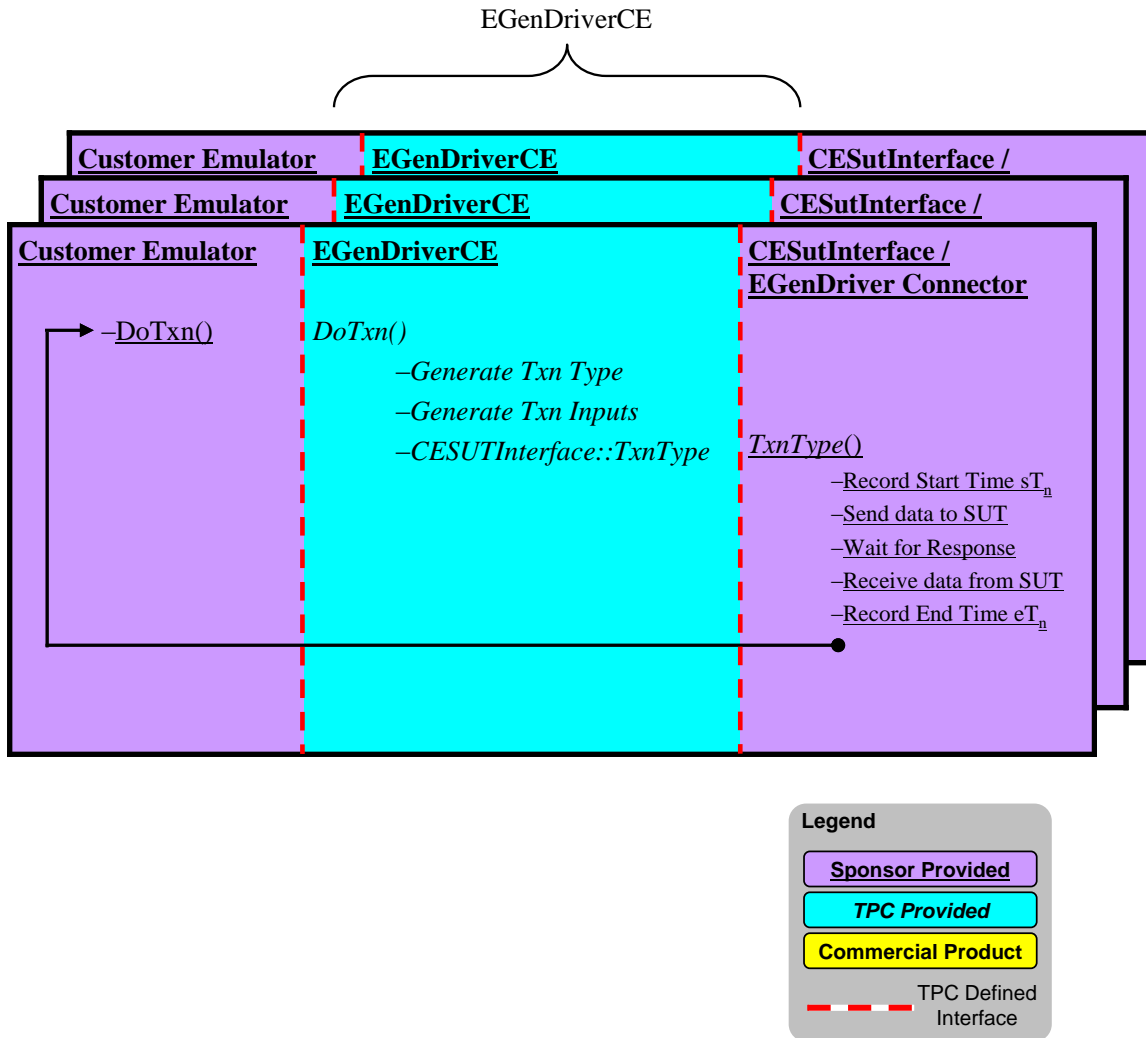 EGenDriverCE
Customer Emulator EGenDriverCE CESutInterface /
Customer Emulator EGenDriverCE CESutInterface /
Customer Emulator EGenDriverCE CESutInterface /
EGenDriver Connector
–DoTxn() DoTxn()
–Generate Txn Type
–Generate Txn Inputs
–CESUTInterface::TxnType TxnType()
–Record Start Time sTn
–Send data to SUT
–Wait for Response
–Receive data from SUT
–Record End Time eTn
Legend
Sponsor Provided
TPC Provided
Commercial Product
TPC Defined
Interface